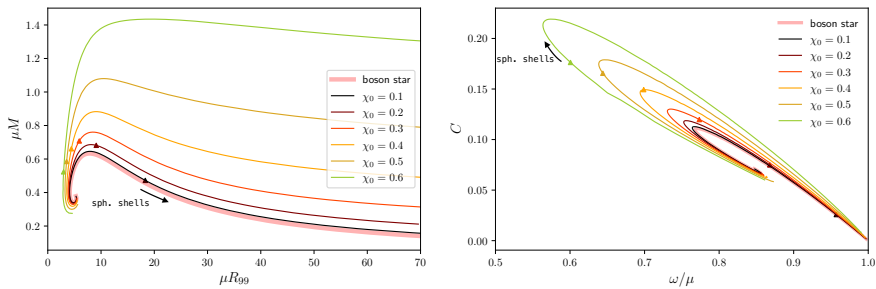 1.4
1.2
1.0
0.8
0.6
0.4
0.2
μM
0
10
20
30
40
50
60
70
μR₉₉
sph. shells
boson star
χ₀ = 0.1
χ₀ = 0.2
χ₀ = 0.3
χ₀ = 0.4
χ₀ = 0.5
χ₀ = 0.6
0.20
0.15
0.10
0.05
0.00
C
0.5
0.6
0.7
0.8
0.9
1.0
ω/μ
sph. shells
boson star
χ₀ = 0.1
χ₀ = 0.2
χ₀ = 0.3
χ₀ = 0.4
χ₀ = 0.5
χ₀ = 0.6